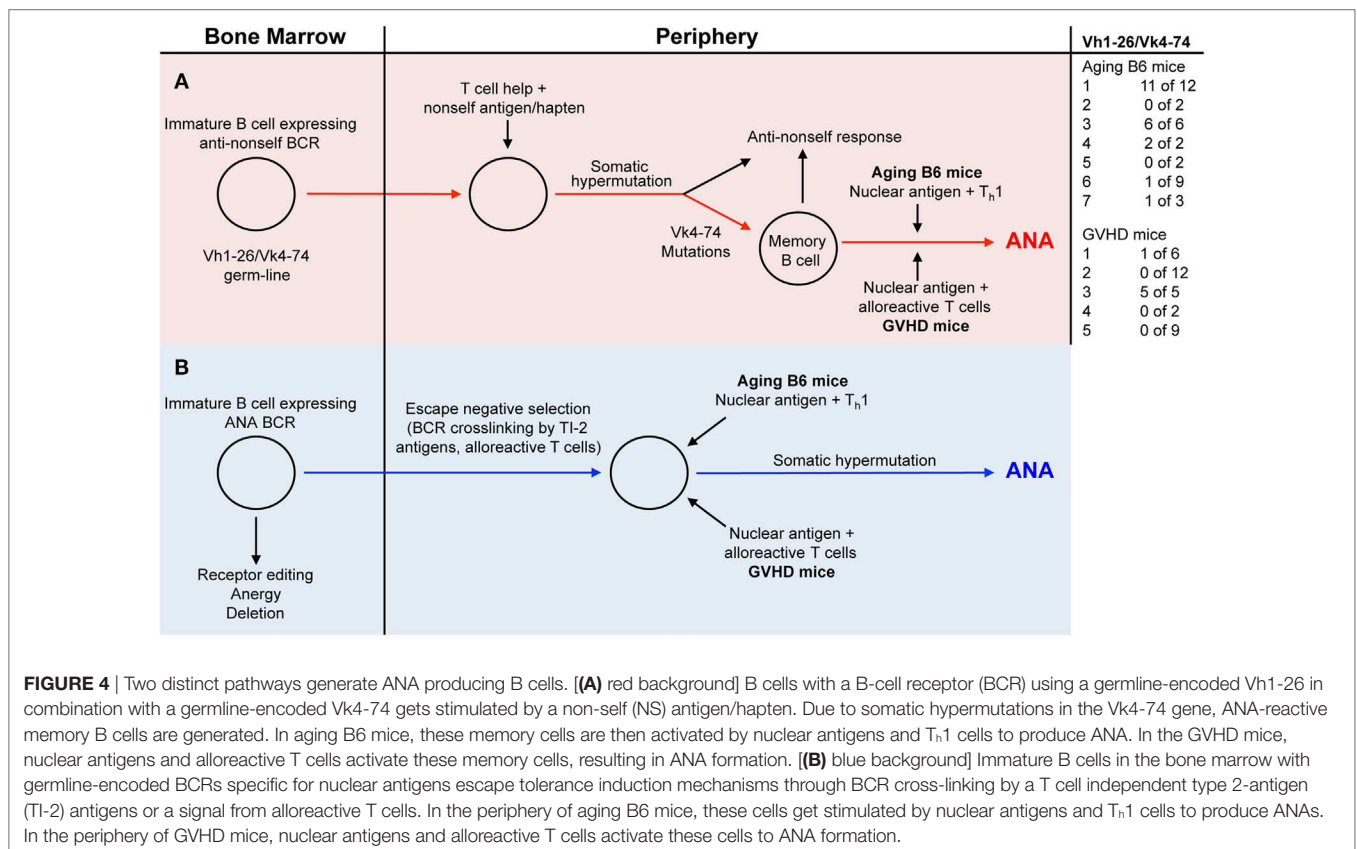 Bone Marrow
Periphery
Vh1-26/Vk4-74
A
Immature B cell expressing
anti-nonself BCR
Vh1-26/Vk4-74
germ-line
T cell help +
nonself antigen/hapten
Somatic
hypermutation
Vk4-74
Mutations
Anti-nonself response
Memory
B cell
Aging B6 mice
Nuclear antigen + Th1
ANA
Nuclear antigen +
alloreactive T cells
GVHD mice
Aging B6 mice
1 11 of 12
2 0 of 2
3 6 of 6
4 2 of 2
5 0 of 2
6 1 of 9
7 1 of 3
GVHD mice
1 1 of 6
2 0 of 12
3 5 of 5
4 0 of 2
5 0 of 9
B
Immature B cell expressing
ANA BCR
Receptor editing
Anergy
Deletion
Escape negative selection
(BCR crosslinking by TI-2
antigens, alloreactive T cells)
Aging B6 mice
Nuclear antigen + Th1
Somatic hypermutation
ANA
Nuclear antigen +
alloreactive T cells
GVHD mice
FIGURE 4 | Two distinct pathways generate ANA producing B cells. [(A) red background] B cells with a B-cell receptor (BCR) using a germline-encoded Vh1-26 in
combination with a germline-encoded Vk4-74 gets stimulated by a non-self (NS) antigen/hapten. Due to somatic hypermutations in the Vk4-74 gene, ANA-reactive
memory B cells are generated. In aging B6 mice, these memory cells are then activated by nuclear antigens and Th1 cells to produce ANA. In the GVHD mice,
nuclear antigens and alloreactive T cells activate these memory cells, resulting in ANA formation. [(B) blue background] Immature B cells in the bone marrow with
germline-encoded BCRs specific for nuclear antigens escape tolerance induction mechanisms through BCR cross-linking by a T cell independent type 2-antigen
(TI-2) antigens or a signal from alloreactive T cells. In the periphery of aging B6 mice, these cells get stimulated by nuclear antigens and Th1 cells to produce ANAs.
In the periphery of GVHD mice, nuclear antigens and alloreactive T cells activate these cells to ANA formation.